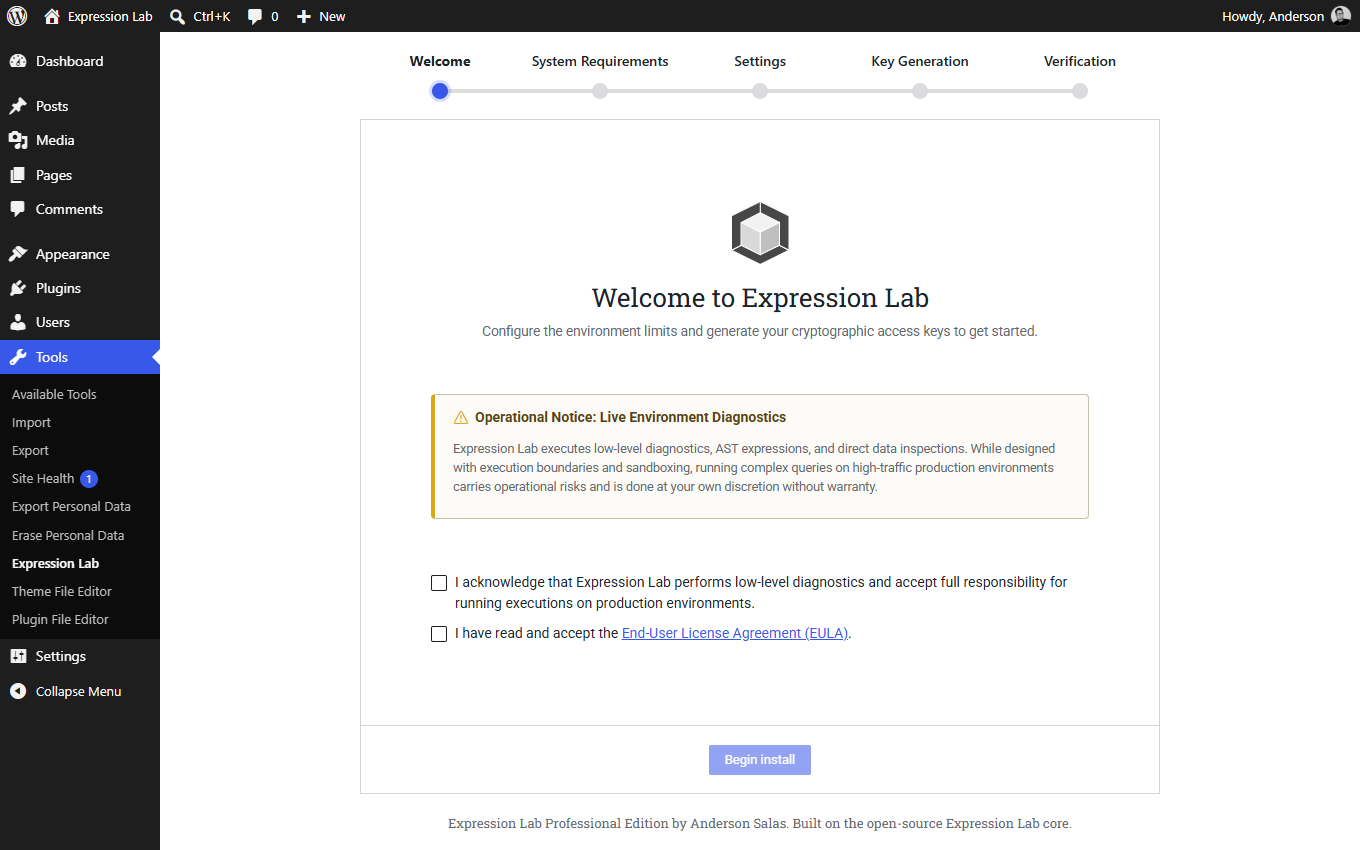 Expression Lab Ctrl+K 0 New Howdy, Anderson
Dashboard
Posts
Media
Pages
Comments
Appearance
Plugins
Users
Tools
Available Tools
Import
Export
Site Health 1
Export Personal Data
Erase Personal Data
Expression Lab
Theme File Editor
Plugin File Editor
Settings
Collapse Menu
Welcome System Requirements Settings Key Generation Verification
Welcome to Expression Lab
Configure the environment limits and generate your cryptographic access keys to get started.
Operational Notice: Live Environment Diagnostics
Expression Lab executes low-level diagnostics, AST expressions, and direct data inspections. While designed
with execution boundaries and sandboxing, running complex queries on high-traffic production environments
carries operational risks and is done at your own discretion without warranty.
I acknowledge that Expression Lab performs low-level diagnostics and accept full responsibility for
running executions on production environments.
I have read and accept the End-User License Agreement (EULA).
Begin install
Expression Lab Professional Edition by Anderson Salas. Built on the open-source Expression Lab core.